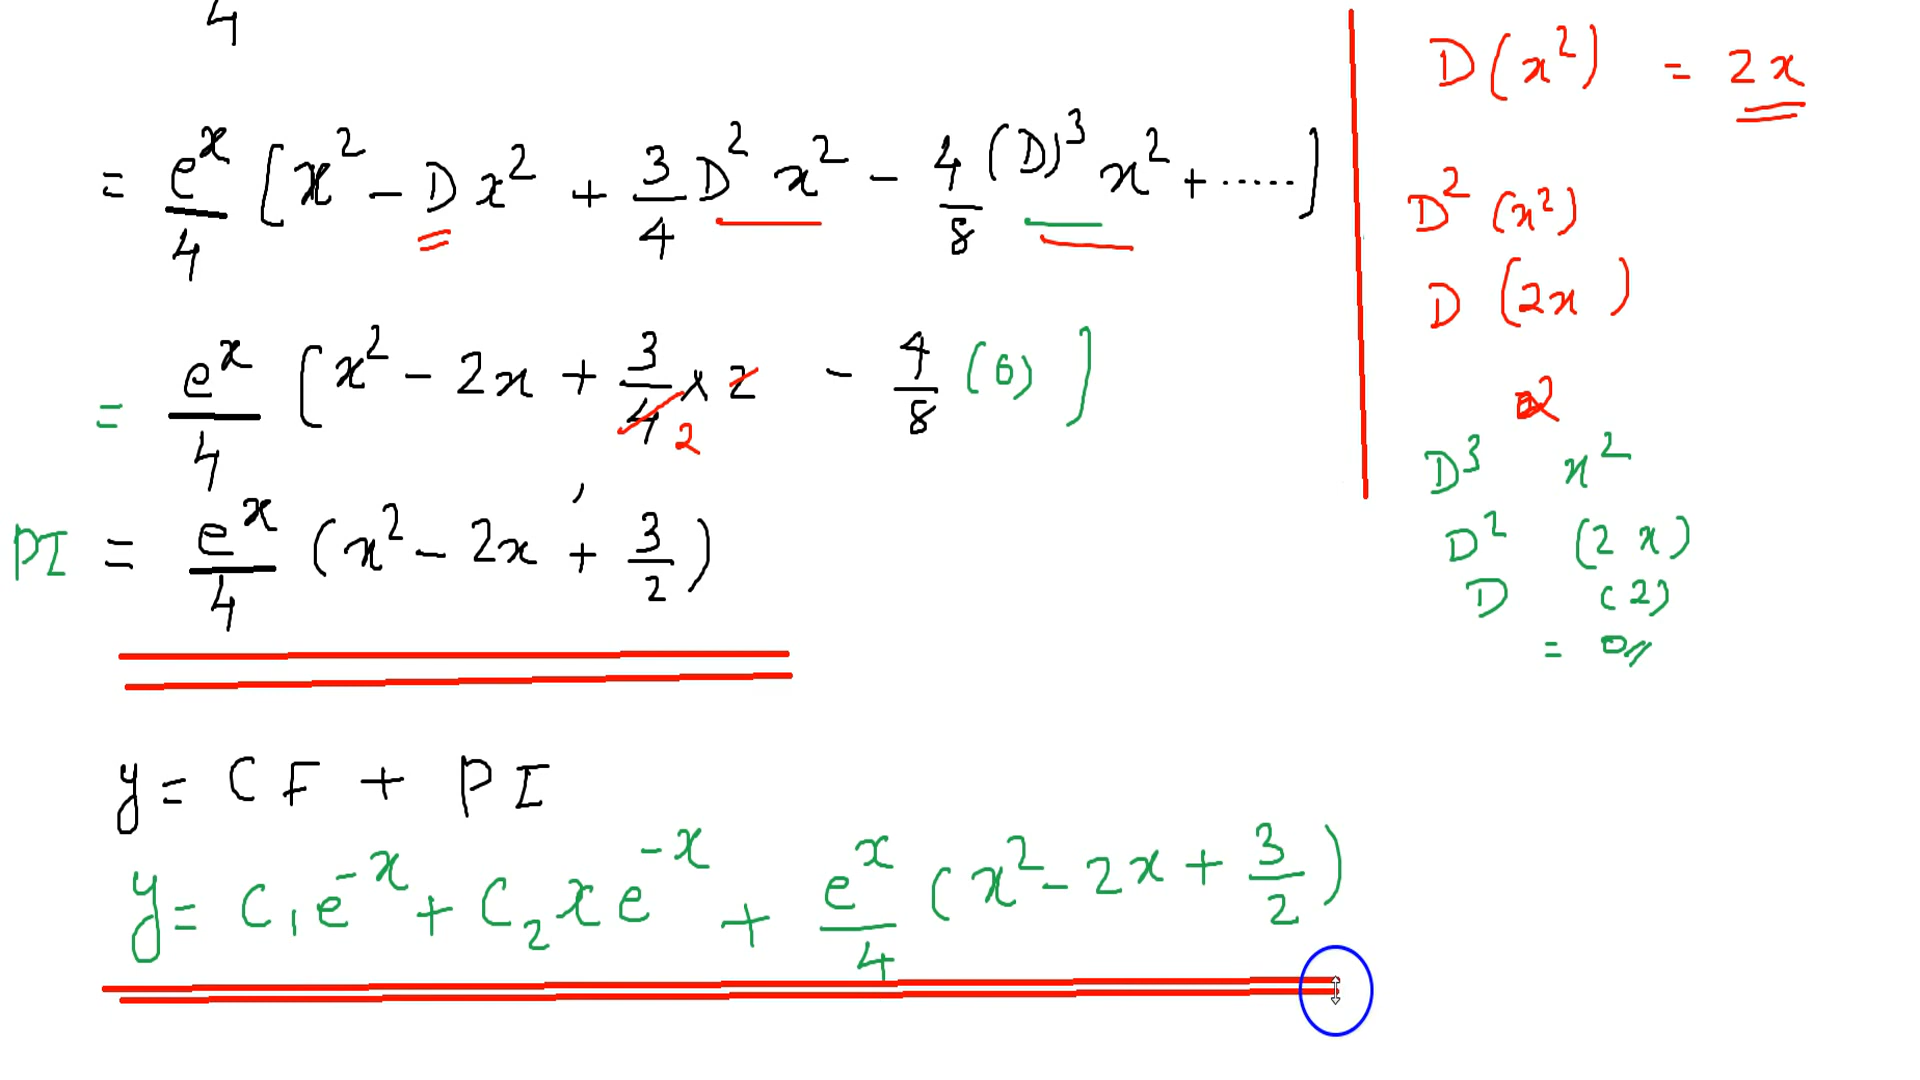 4
= e^x/4 [x² - Dx² + 3/4 D² x² - 4/8 (D)³ x² + .....]
= e^x/4 [x² - 2x + 3/4 × 2 - 4/8 (0)]
2
PI = e^x/4 (x² - 2x + 3/2)
y = CF + PI
y = C₁e^-x + C₂xe^-x + e^x/4 (x² - 2x + 3/2)
D(x²) = 2x
D² (x²)
D (2x)
2
D³ x²
D² (2x)
D (2)
= 0